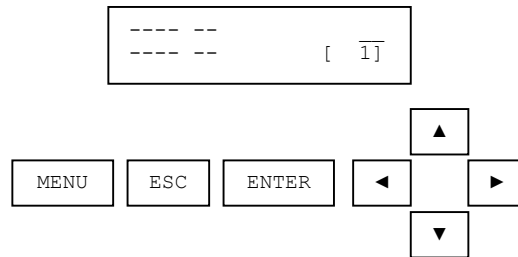 ---- --
---- -- [ 1]
▲
MENU ESC ENTER ◄ ►
▼